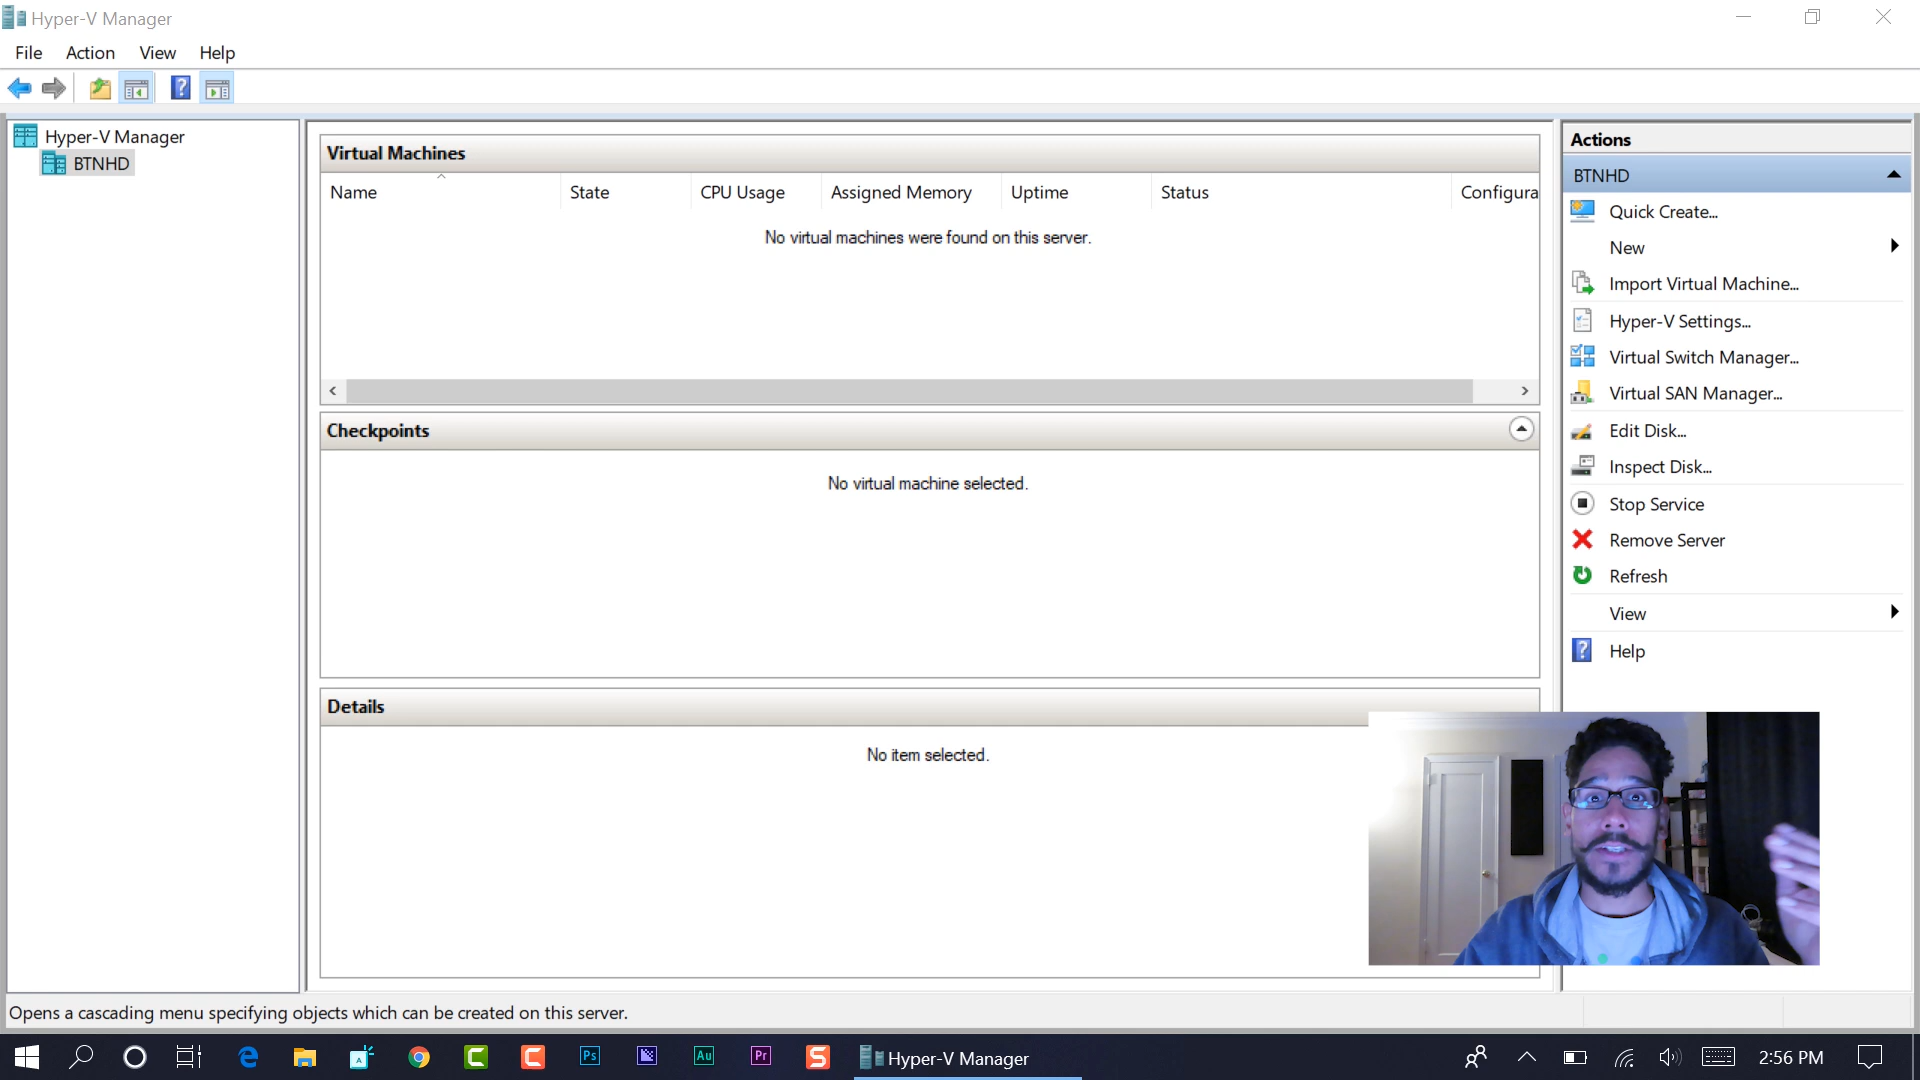 Hyper-V Manager
File Action View Help
Hyper-V Manager
BTNHD
Virtual Machines
Name State CPU Usage Assigned Memory Uptime Status Configura
No virtual machines were found on this server.
Checkpoints
No virtual machine selected.
Details
No item selected.
Actions
BTNHD
Quick Create...
New
Import Virtual Machine...
Hyper-V Settings...
Virtual Switch Manager...
Virtual SAN Manager...
Edit Disk...
Inspect Disk...
Stop Service
Remove Server
Refresh
View
Help
Opens a cascading menu specifying objects which can be created on this server.
Ps Au Pr Hyper-V Manager 2:56 PM